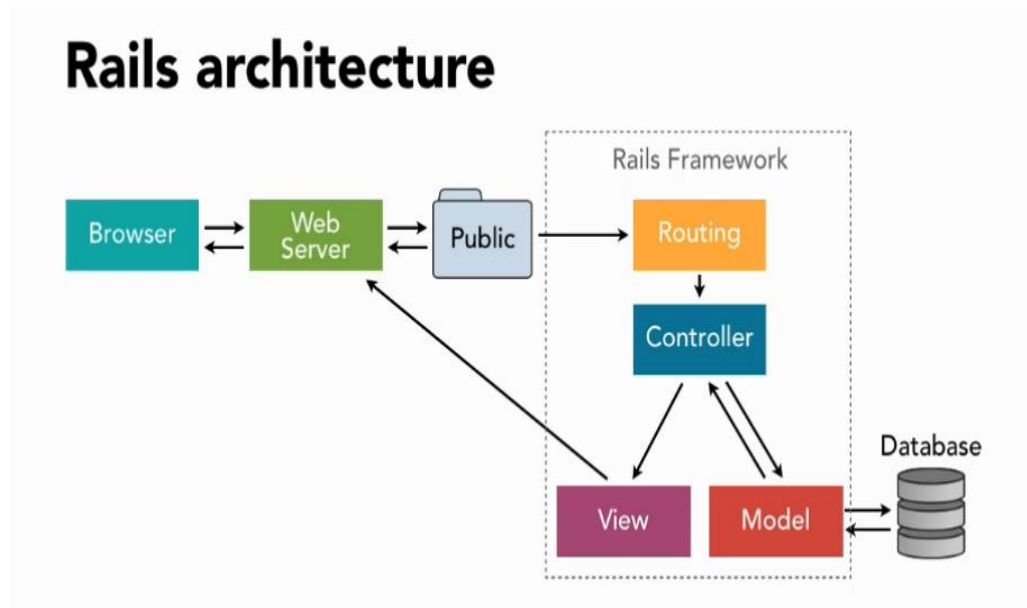 Rails architecture
Rails Framework
Browser
Web
Server
Public
Routing
Controller
Database
View
Model